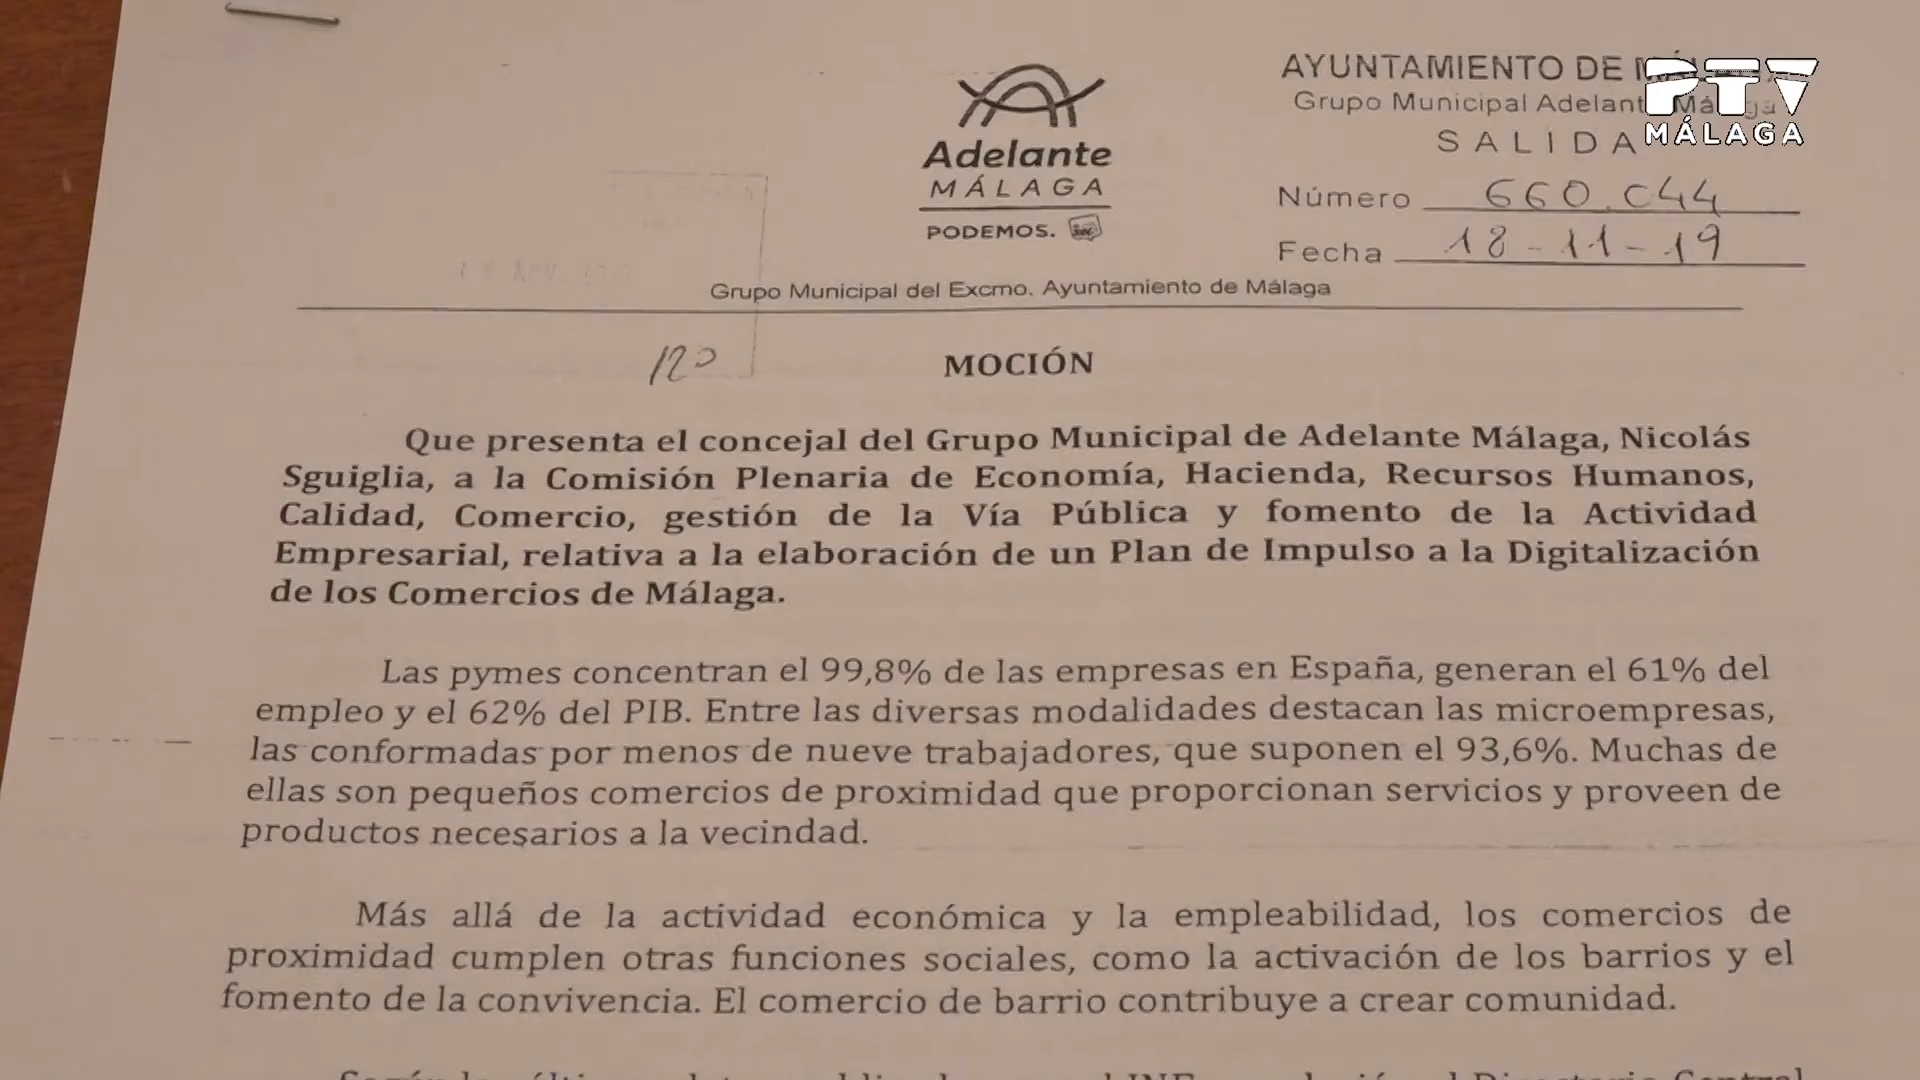 AYUNTAMIENTO DE
Grupo Municipal Adelante Málaga
SALIDA
PTV
MÁLAGA
Número 660.044
Fecha 18-11-19
Adelante
MÁLAGA
PODEMOS.
Grupo Municipal del Excmo. Ayuntamiento de Málaga
120
MOCIÓN
Que presenta el concejal del Grupo Municipal de Adelante Málaga, Nicolás
Sguiglia, a la Comisión Plenaria de Economía, Hacienda, Recursos Humanos,
Calidad, Comercio, gestión de la Vía Pública y fomento de la Actividad
Empresarial, relativa a la elaboración de un Plan de Impulso a la Digitalización
de los Comercios de Málaga.
Las pymes concentran el 99,8% de las empresas en España, generan el 61% del
empleo y el 62% del PIB. Entre las diversas modalidades destacan las microempresas,
las conformadas por menos de nueve trabajadores, que suponen el 93,6%. Muchas de
ellas son pequeños comercios de proximidad que proporcionan servicios y proveen de
productos necesarios a la vecindad.
Más allá de la actividad económica y la empleabilidad, los comercios de
proximidad cumplen otras funciones sociales, como la activación de los barrios y el
fomento de la convivencia. El comercio de barrio contribuye a crear comunidad.